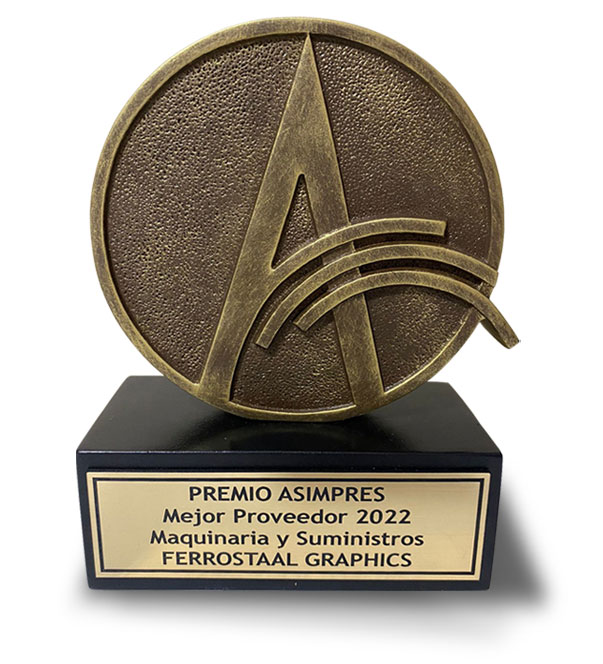 PREMIO ASIMPRES
Mejor Proveedor 2022
Maquinaria y Suministros
FERROSTAAL GRAPHICS